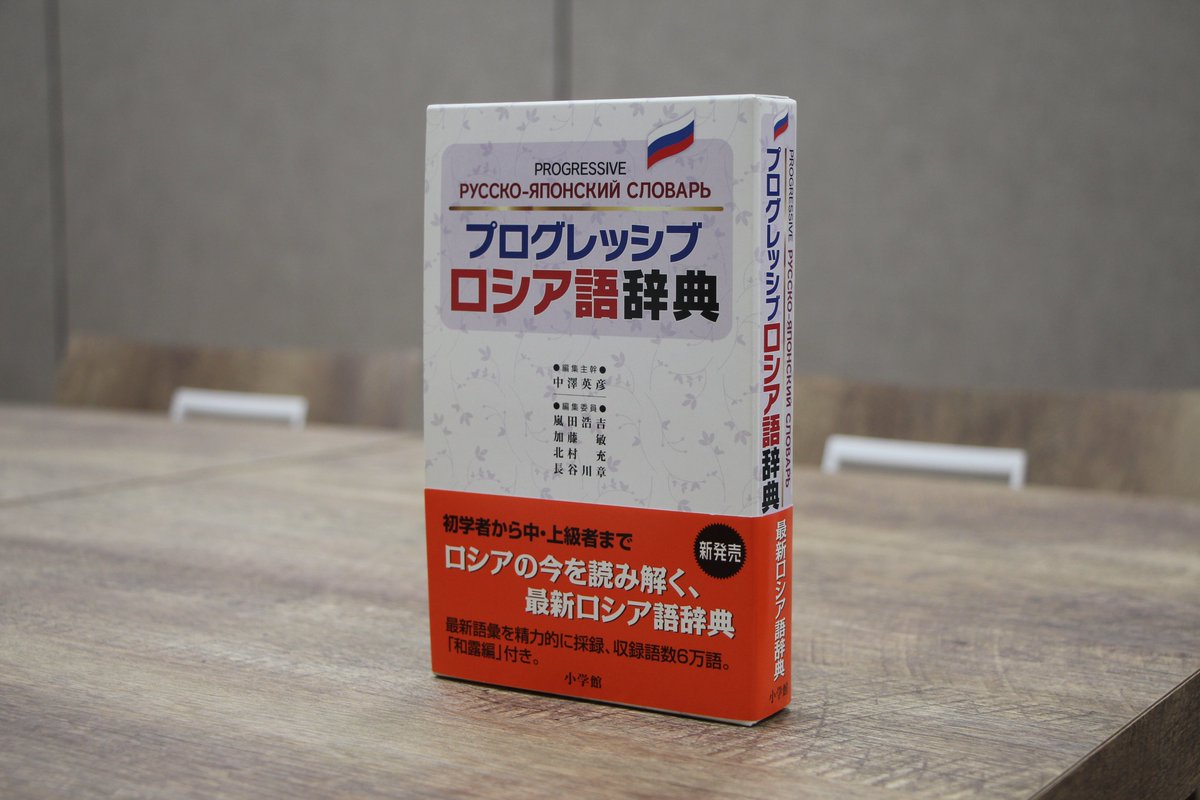 PROGRESSIVE
РУССКО-ЯПОНСКИЙ СЛОВАРЬ
プログレッシブ
ロシア語辞典
●編集主幹●
中澤英彦
●編集委員●
嵐田浩吉
加藤 敏
北村 充
長谷川章
初学者から中・上級者まで
新発売
ロシアの今を読み解く、
最新ロシア語辞典
最新語彙を精力的に採録、収録語数6万語。
「和露編」付き。
小学館
PROGRESSIVE РУССКО-ЯПОНСКИЙ СЛОВАРЬ
プログレッシブ ロシア語辞典
最新ロシア語辞典
小学館